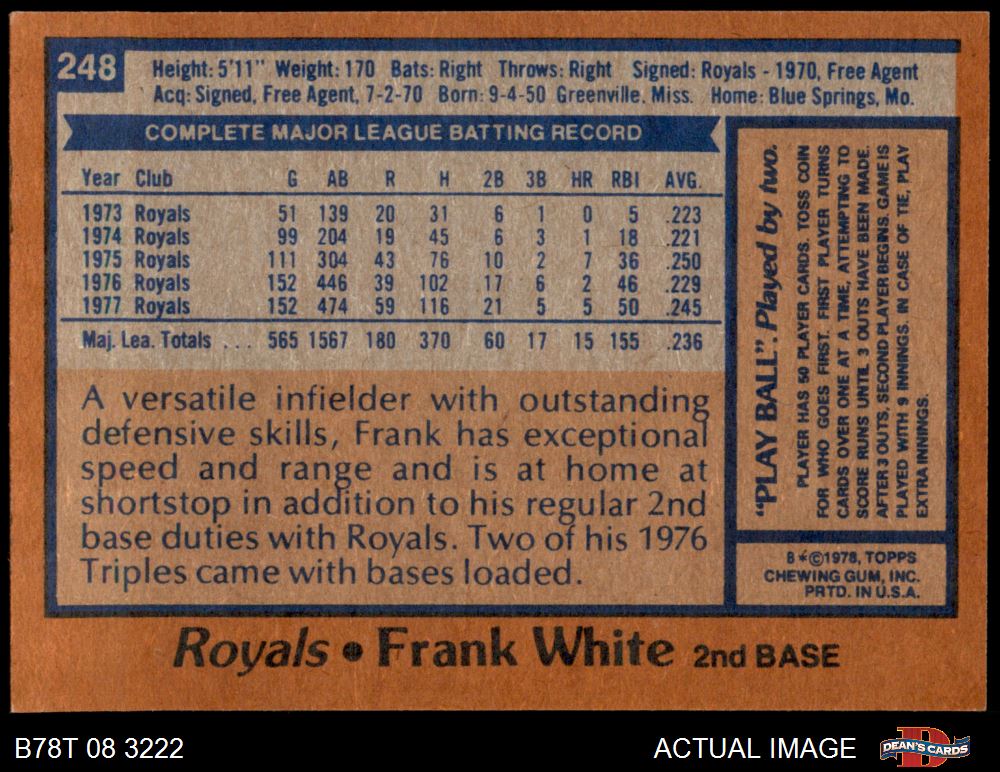 248
Height: 5'11" Weight: 170 Bats: Right Throws: Right Signed: Royals - 1970, Free Agent
Acq: Signed, Free Agent, 7-2-70 Born: 9-4-50 Greenville, Miss. Home: Blue Springs, Mo.
COMPLETE MAJOR LEAGUE BATTING RECORD
Year Club G AB R H 2B 3B HR RBI AVG.
1973 Royals 51 139 20 31 6 1 0 5 .223
1974 Royals 99 204 19 45 6 3 1 18 .221
1975 Royals 111 304 43 76 10 2 7 36 .250
1976 Royals 152 446 39 102 17 6 2 46 .229
1977 Royals 152 474 59 116 21 5 5 50 .245
Maj. Lea. Totals . . . 565 1567 180 370 60 17 15 155 .236
A versatile infielder with outstanding
defensive skills, Frank has exceptional
speed and range and is at home at
shortstop in addition to his regular 2nd
base duties with Royals. Two of his 1976
Triples came with bases loaded.
"PLAY BALL". Played by two.
PLAYER HAS 50 PLAYER CARDS. TOSS COIN
FOR WHO GOES FIRST. FIRST PLAYER TURNS
CARDS OVER ONE AT A TIME, ATTEMPTING TO
SCORE RUNS UNTIL 3 OUTS HAVE BEEN MADE.
AFTER 3 OUTS, SECOND PLAYER BEGINS. GAME IS
PLAYED WITH 9 INNINGS. IN CASE OF TIE, PLAY
EXTRA INNINGS.
B*©1978, TOPPS
CHEWING GUM, INC.
PRTD. IN U.S.A.
Royals • Frank White 2nd BASE
B78T 08 3222
ACTUAL IMAGE
D
DEAN'S CARDS